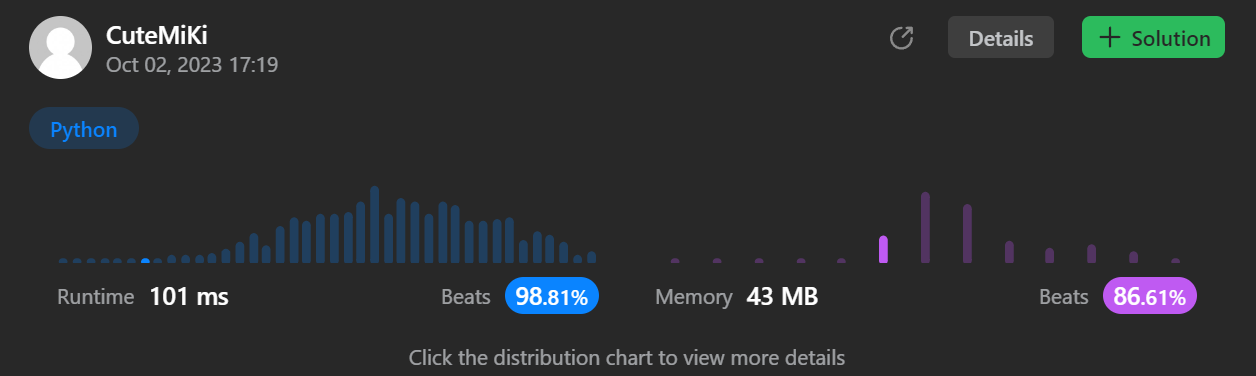 CuteMiKi
Oct 02, 2023 17:19
Details
Solution
Python
Runtime 101 ms Beats 98.81%
Memory 43 MB Beats 86.61%
Click the distribution chart to view more details